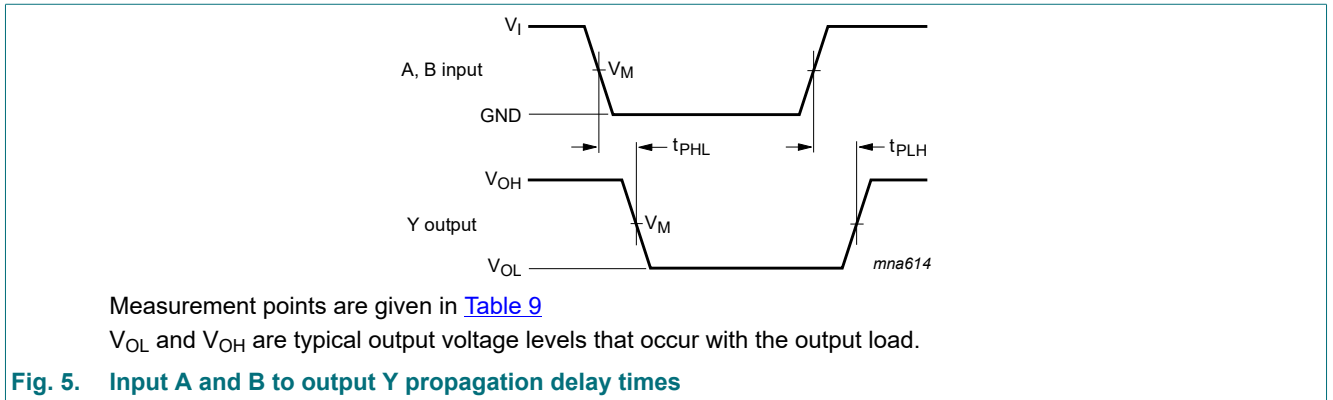 V_I
A, B input
V_M
GND
t_PHL
t_PLH
V_OH
Y output
V_M
V_OL
mna614
Measurement points are given in Table 9
V_OL and V_OH are typical output voltage levels that occur with the output load.
Fig. 5. Input A and B to output Y propagation delay times